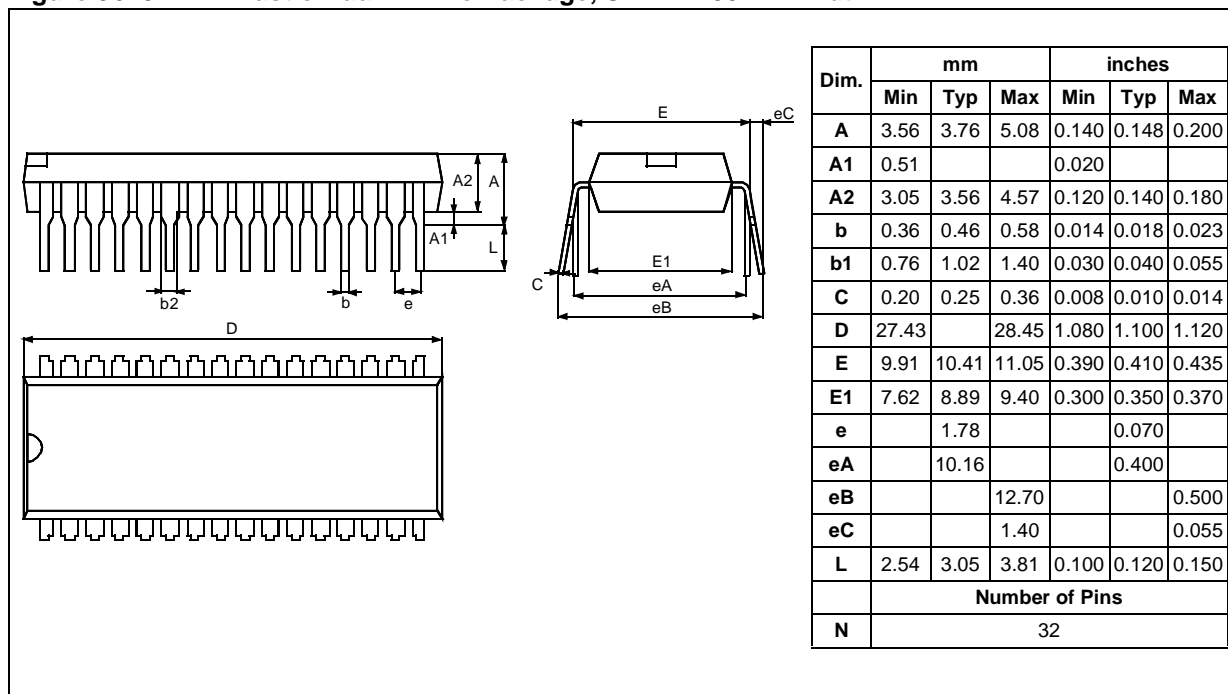 E
eC
A2
A
A1
L
E1
C
eA
eB
b2
b
e
D
Dim. mm inches
Min Typ Max Min Typ Max
A 3.56 3.76 5.08 0.140 0.148 0.200
A1 0.51 0.020
A2 3.05 3.56 4.57 0.120 0.140 0.180
b 0.36 0.46 0.58 0.014 0.018 0.023
b1 0.76 1.02 1.40 0.030 0.040 0.055
C 0.20 0.25 0.36 0.008 0.010 0.014
D 27.43 28.45 1.080 1.100 1.120
E 9.91 10.41 11.05 0.390 0.410 0.435
E1 7.62 8.89 9.40 0.300 0.350 0.370
e 1.78 0.070
eA 10.16 0.400
eB 12.70 0.500
eC 1.40 0.055
L 2.54 3.05 3.81 0.100 0.120 0.150
Number of Pins
N 32